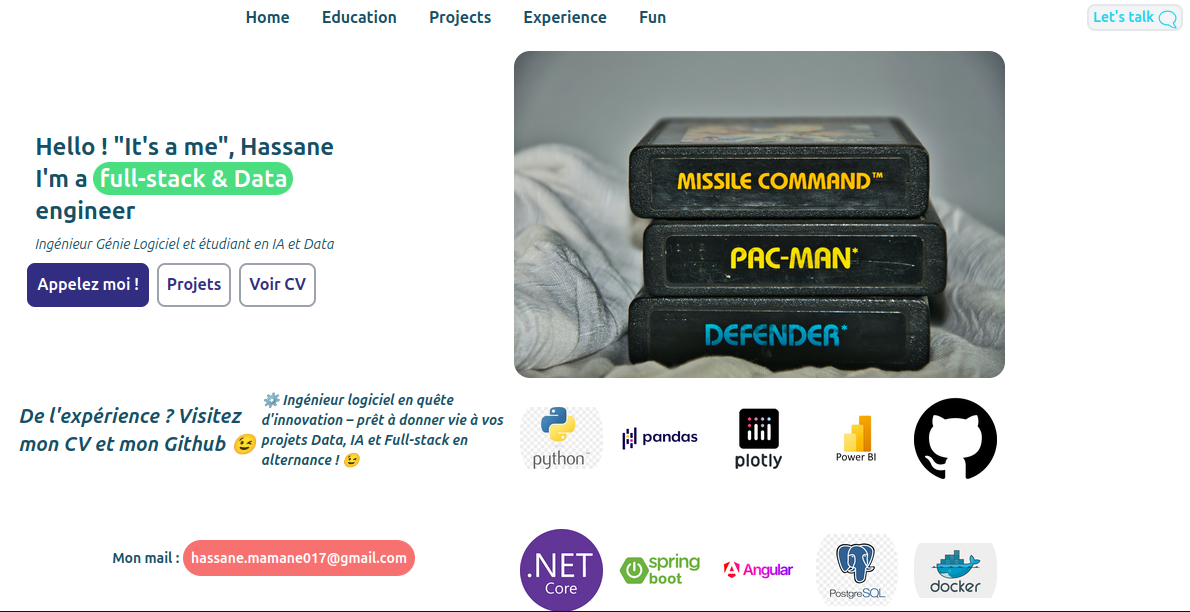 Home Education Projects Experience Fun Let's talk
Hello ! "It's a me", Hassane
I'm a full-stack & Data
engineer
Ingénieur Génie Logiciel et étudiant en IA et Data
Appelez moi ! Projets Voir CV
MISSILE COMMAND™
PAC-MAN*
DEFENDER*
De l'expérience ? Visitez
mon CV et mon Github 😉
⚙️ Ingénieur logiciel en quête
d'innovation – prêt à donner vie à vos
projets Data, IA et Full-stack en
alternance ! 😉
python™
pandas
plotly
Power BI
Mon mail : hassane.mamane017@gmail.com
.NET
Core
spring
boot
Angular
PostgreSQL
docker